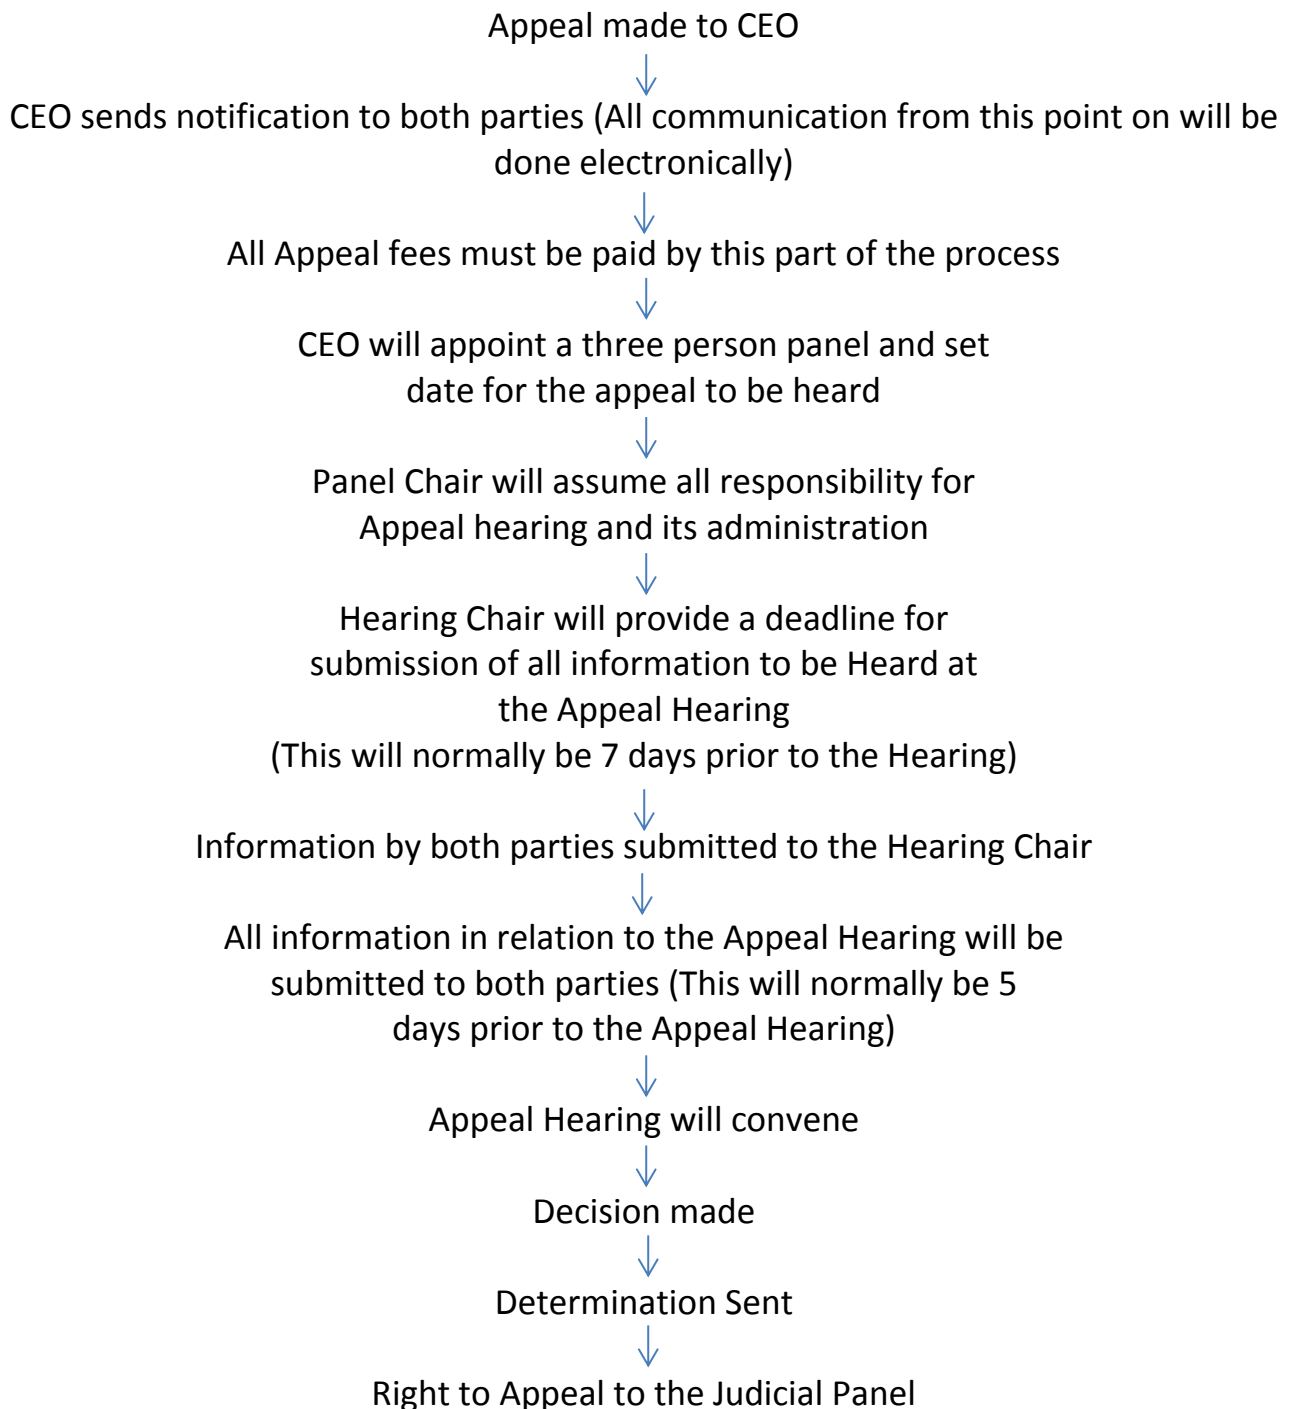 Appeal made to CEO
CEO sends notification to both parties (All communication from this point on will be
done electronically)
All Appeal fees must be paid by this part of the process
CEO will appoint a three person panel and set
date for the appeal to be heard
Panel Chair will assume all responsibility for
Appeal hearing and its administration
Hearing Chair will provide a deadline for
submission of all information to be Heard at
the Appeal Hearing
(This will normally be 7 days prior to the Hearing)
Information by both parties submitted to the Hearing Chair
All information in relation to the Appeal Hearing will be
submitted to both parties (This will normally be 5
days prior to the Appeal Hearing)
Appeal Hearing will convene
Decision made
Determination Sent
Right to Appeal to the Judicial Panel